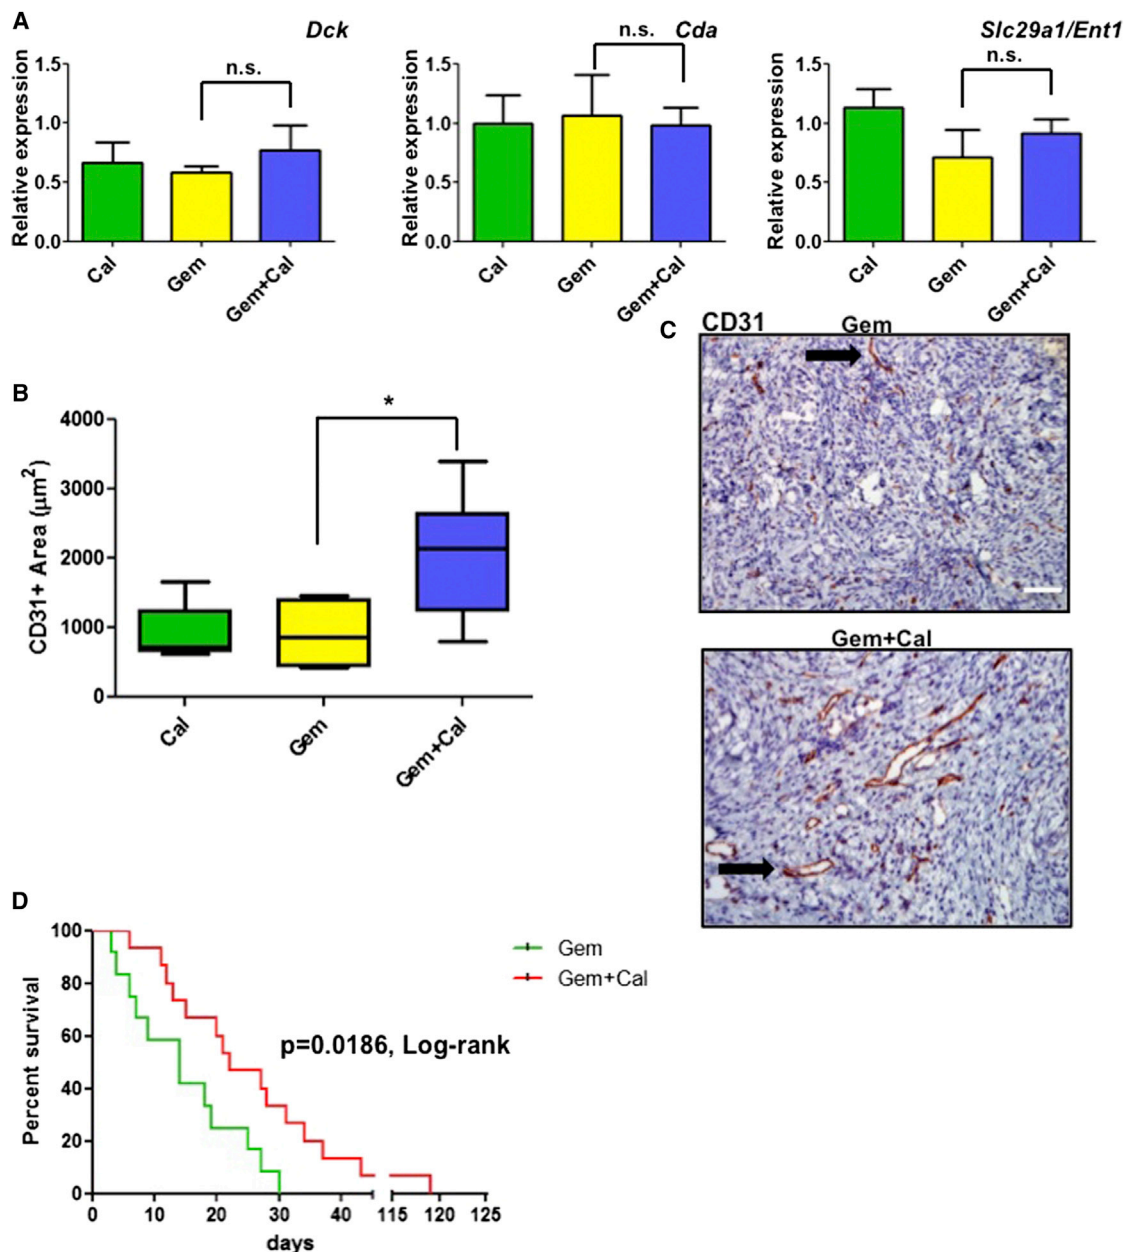 A
Dck
Cda
Slc29a1/Ent1
n.s.
n.s.
n.s.
Relative expression
1.5
1.0
0.5
0.0
Cal
Gem
Gem+Cal
Relative expression
1.5
1.0
0.5
0.0
Cal
Gem
Gem+Cal
Relative expression
1.5
1.0
0.5
0.0
Cal
Gem
Gem+Cal
B
*
CD31+ Area (μm²)
4000
3000
2000
1000
0
Cal
Gem
Gem+Cal
C
CD31
Gem
Gem+Cal
D
Percent survival
100
80
60
40
20
0
0 10 20 30 40 115 120 125
days
Gem
Gem+Cal
p=0.0186, Log-rank